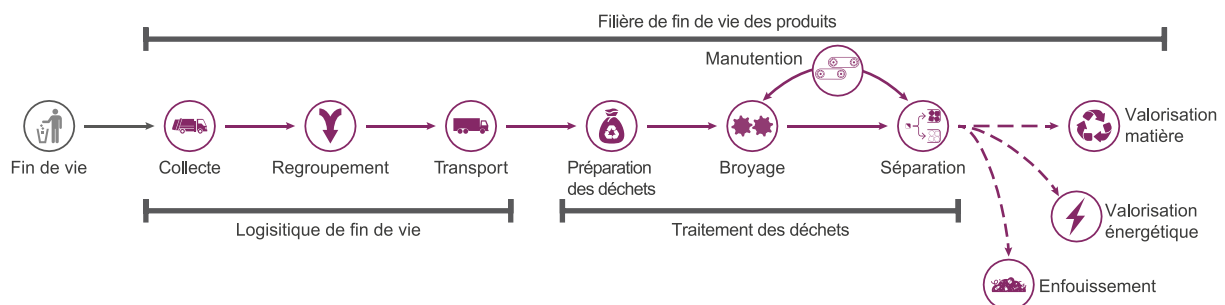 Filière de fin de vie des produits
Manutention
Fin de vie
Collecte
Regroupement
Transport
Préparation
des déchets
Broyage
Séparation
Valorisation
matière
Logisitique de fin de vie
Traitement des déchets
Valorisation
énergétique
Enfouissement